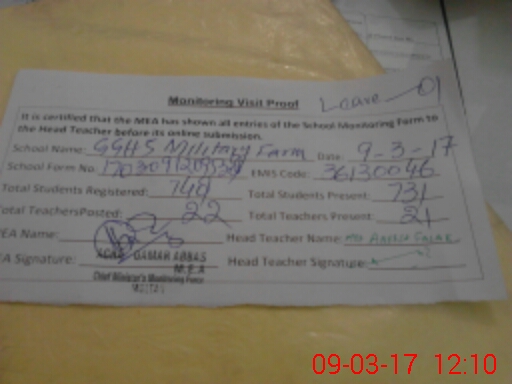 Monitoring Visit Proof
Leave 01
It is certified that the MEA has shown all entries of the School Monitoring Form to
the Head Teacher before its online submission.
School Name: GGHS Military Farm Date: 9-3-17
School Form No. EMIS Code: 36130046
Total Students Registered: Total Students Present: 731
Total TeachersPosted: 22 Total Teachers Present: 21
MEA Name: Head Teacher Name:
MEA Signature: QAMAR ABBAS Head Teacher Signature:
M.E.A
Chief Minister's Monitoring Force
09-03-17 12:10